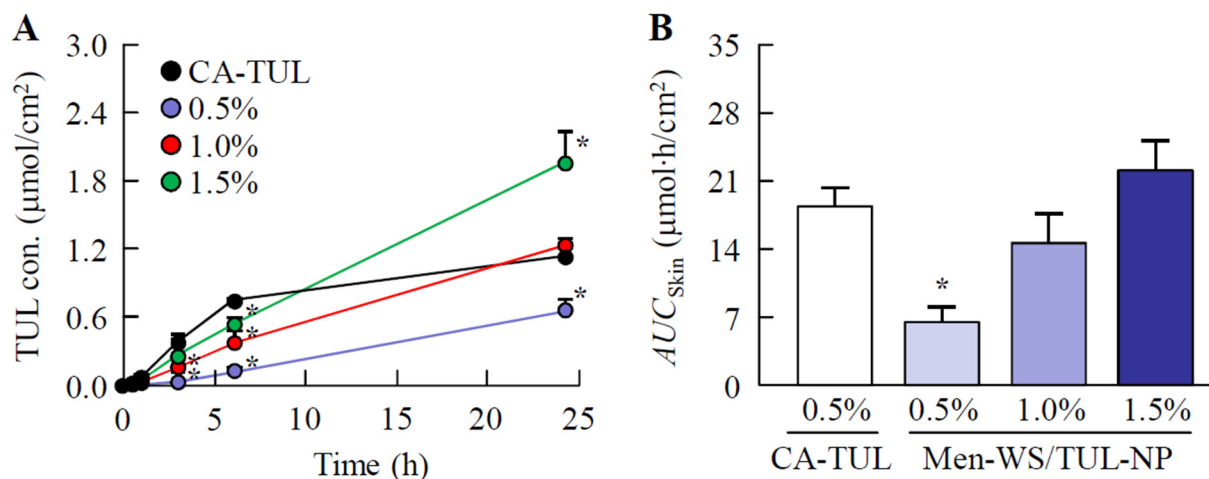 A
TUL con. (μmol/cm²)
3.0
2.4
1.8
1.2
0.6
0.0
CA-TUL
0.5%
1.0%
1.5%
*
*
*
*
*
*
*
0 5 10 15 20 25
Time (h)
B
AUCSkin (μmol·h/cm²)
35
28
21
14
7
0
*
0.5% 0.5% 1.0% 1.5%
CA-TUL Men-WS/TUL-NP